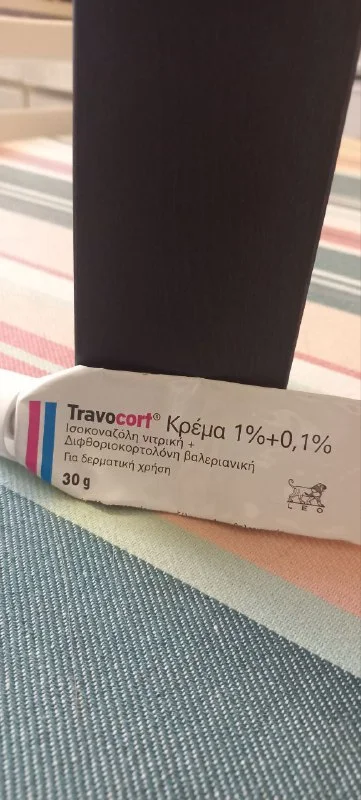 Travocort® Κρέμα 1%+0,1%
Ισοκοναζόλη νιτρική +
Διφθοριοκορτολόνη βαλεριανική
Για δερματική χρήση
30 g
LEO